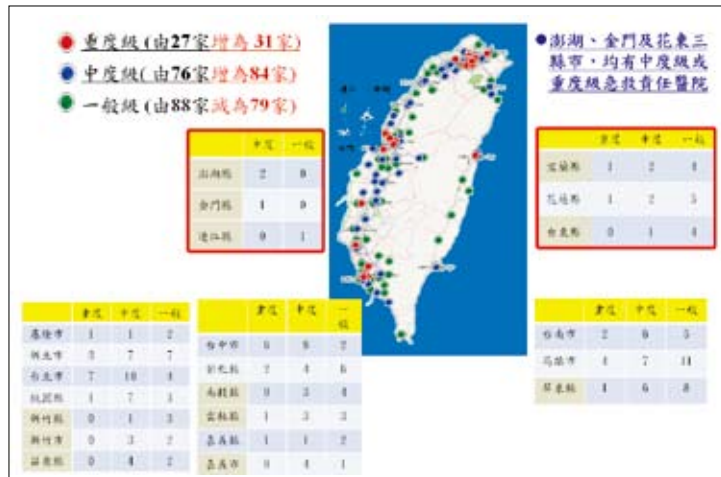 重度級 (由27家增為 31家)
中度級( 由76家增為84家)
一般級 (由88家減為79家)
澎湖、金門及花東三
縣市,均有中度級或
重度級急救責任醫院
中度 一般
澎湖縣 2 0
金門縣 1 0
連江縣 0 1
重度 中度 一般
宜蘭縣 1 2 4
花蓮縣 1 2 5
台東縣 0 1 4
重度 中度 一般
基隆市 1 1 2
新北市 3 7 7
台北市 7 10 4
桃園縣 1 7 3
新竹縣 0 1 3
新竹市 0 3 2
苗栗縣 0 4 2
重度 中度 一
般
台中市 2
彰化縣 2 4 6
南投縣 0 3 4
雲林縣 1 3 3
嘉義縣 1 1 2
嘉義市 0 4 1
重度 中度 一般
台南市 2 6 5
高雄市 4 7 11
屏東縣 1 6 8